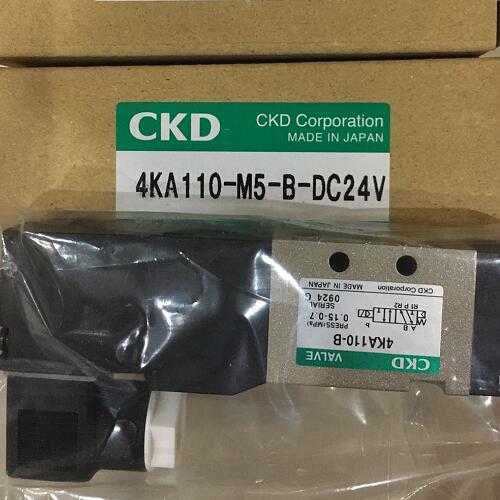 CKD
CKD Corporation
MADE IN JAPAN
4KA110-M5-B-DC24V
CKD
VALVE
4KA110-B
PRESS(MPa)
0.15-0.7
SERIAL
0924 G
b
A B
R1 P R2
MADE IN JAPAN
CKD Corporation